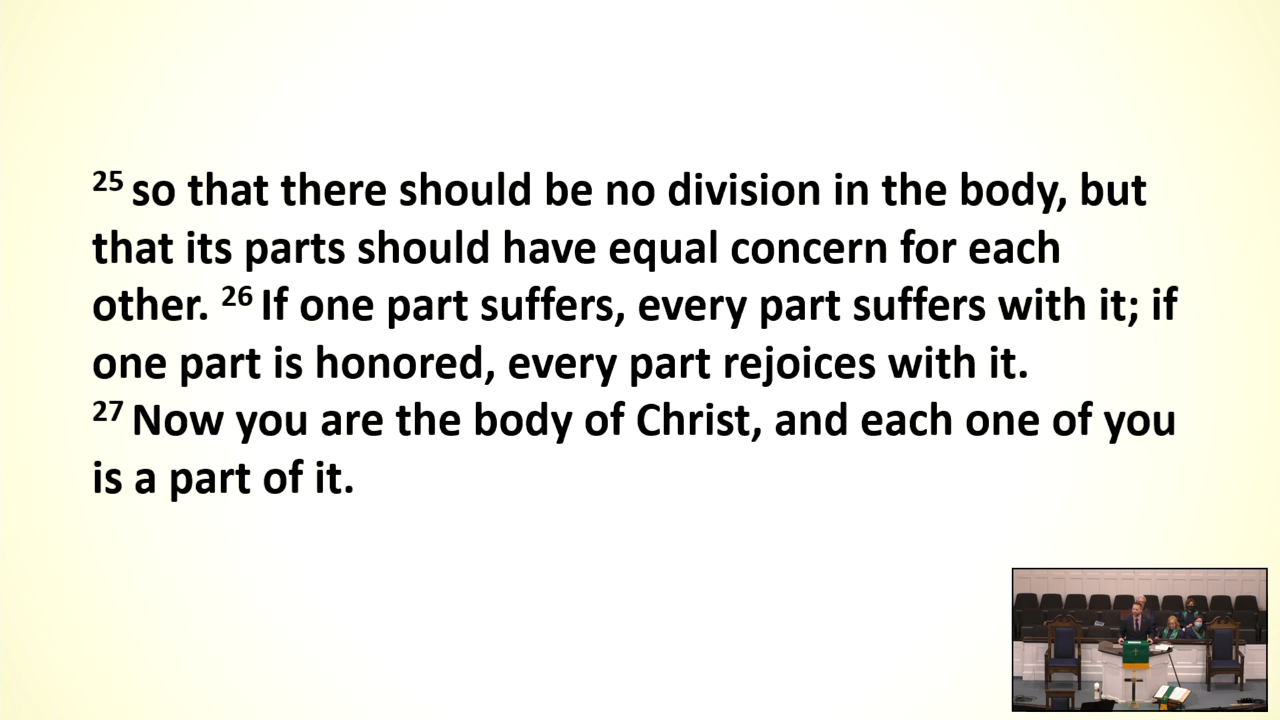 25 so that there should be no division in the body, but
that its parts should have equal concern for each
other. 26 If one part suffers, every part suffers with it; if
one part is honored, every part rejoices with it.
27 Now you are the body of Christ, and each one of you
is a part of it.